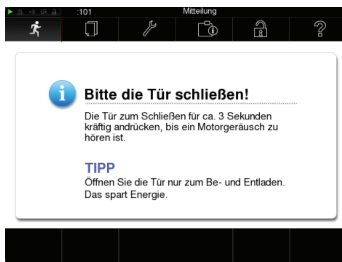 :101 Mitteilung
Bitte die Tür schließen!
Die Tür zum Schließen für ca. 3 Sekunden
kräftig andrücken, bis ein Motorgeräusch zu
hören ist.
TIPP
Öffnen Sie die Tür nur zum Be- und Entladen.
Das spart Energie.